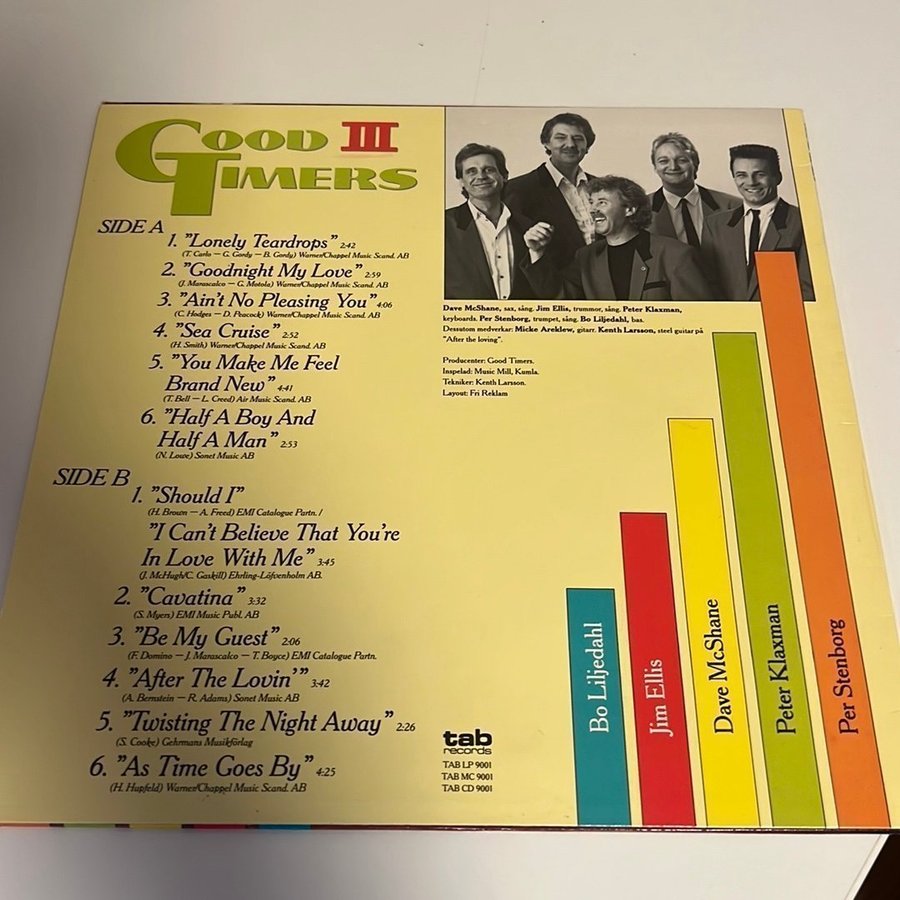 GOOD III
TIMERS
SIDE A
1. "Lonely Teardrops" 2:42
(T. Carlo — G. Gordy — B. Gordy) Warner/Chappel Music Scand. AB
2. "Goodnight My Love" 2:59
(J. Marascalco — G. Motola) Warner/Chappel Music Scand. AB
3. "Ain't No Pleasing You" 4:06
(C. Hodges — D. Peacock) Warner/Chappel Music Scand. AB
4. "Sea Cruise" 2:52
(H. Smith) Warner/Chappel Music Scand. AB
5. "You Make Me Feel
Brand New" 4:41
(T. Bell — L. Creed) Air Music Scand. AB
6. "Half A Boy And
Half A Man" 2:53
(N. Lowe) Sonet Music AB
SIDE B
1. "Should I"
(H. Brown — A. Freed) EMI Catalogue Partn. /
"I Can't Believe That You're
In Love With Me" 3:45
(J. McHugh/C. Gaskill) Ehrling-Löfvenholm AB.
2. "Cavatina" 3:32
(S. Myers) EMI Music Publ. AB
3. "Be My Guest" 2:06
(F. Domino — J. Marascalco — T. Boyce) EMI Catalogue Partn.
4. "After The Lovin'" 3:42
(A. Bernstein — R. Adams) Sonet Music AB
5. "Twisting The Night Away" 2:26
(S. Cooke) Gehrmans Musikförlag
6. "As Time Goes By" 4:25
(H. Hupfeld) Warner/Chappel Music Scand. AB
Dave McShane, sax, sång. Jim Ellis, trummor, sång. Peter Klaxman,
keyboards. Per Stenborg, trumpet, sång. Bo Liljedahl, bas.
Dessutom medverkar: Micke Areklew, gitarr. Kenth Larsson, steel guitar på
"After the loving".
Producenter: Good Timers.
Inspelad: Music Mill, Kumla.
Tekniker: Kenth Larsson.
Layout: Fri Reklam
tab
records
TAB LP 9001
TAB MC 9001
TAB CD 9001
Bo Liljedahl
Jim Ellis
Dave McShane
Peter Klaxman
Per Stenborg